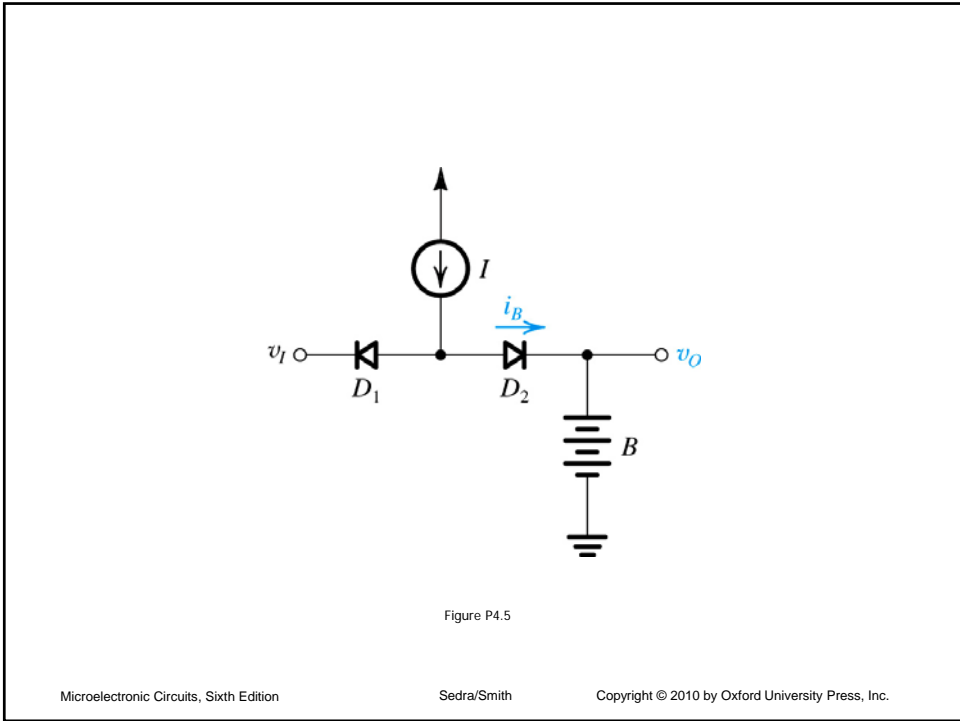 I
i_B
v_I
v_O
D_1
D_2
B
Figure P4.5
Microelectronic Circuits, Sixth Edition Sedra/Smith Copyright © 2010 by Oxford University Press, Inc.